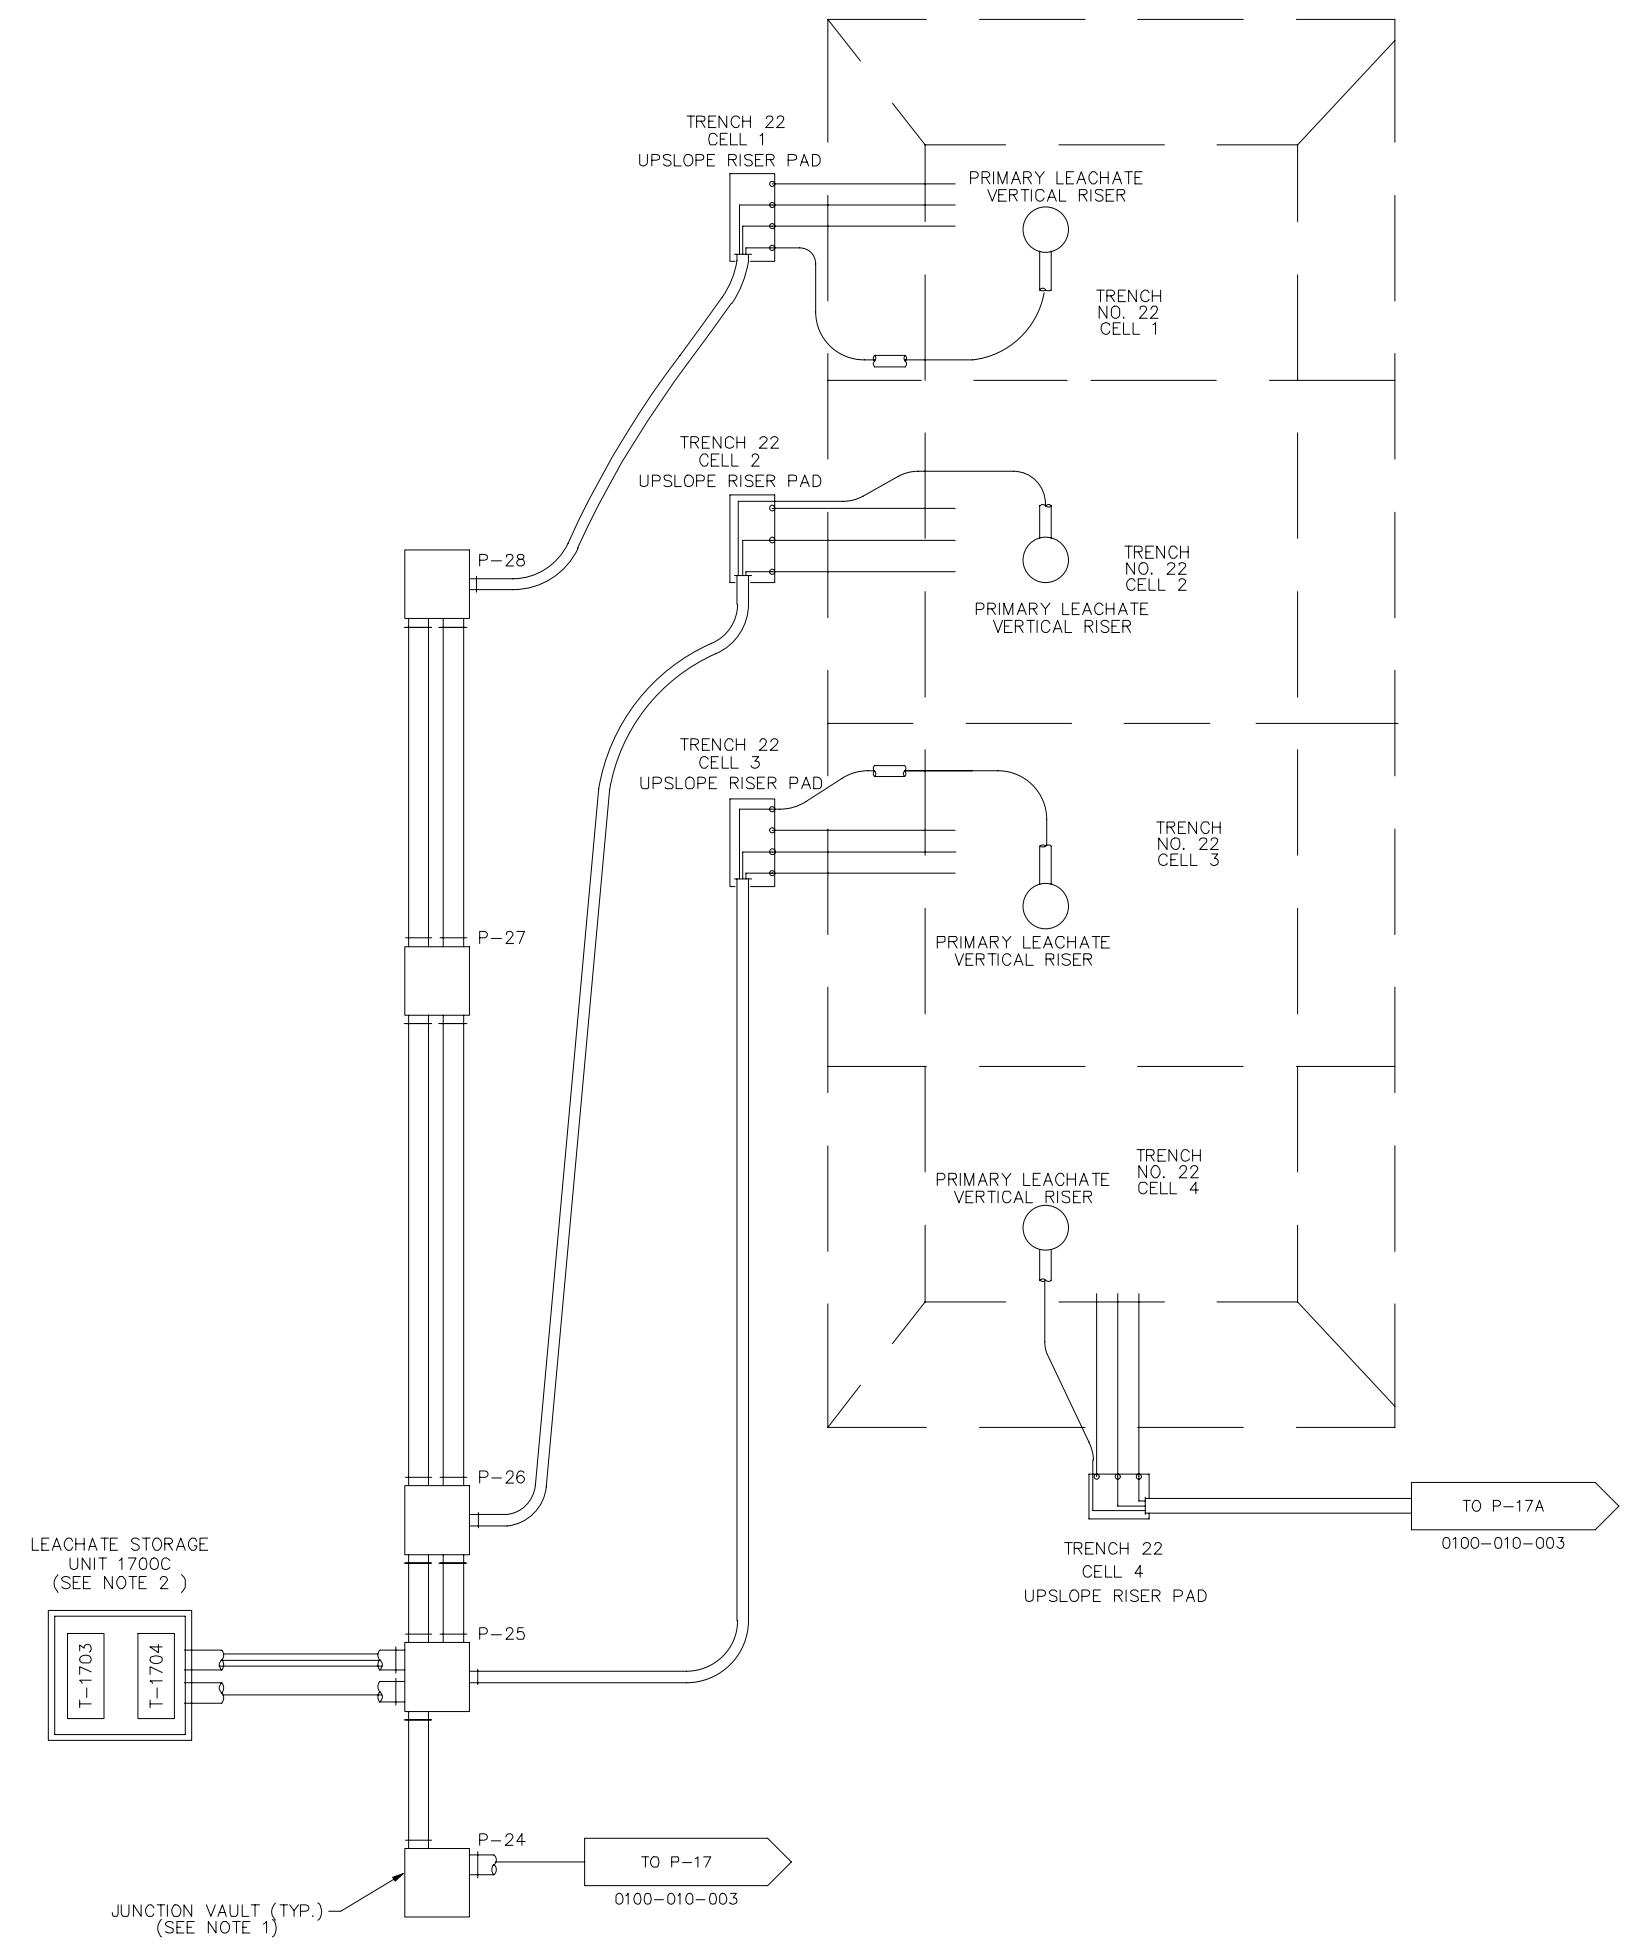 TRENCH 22
CELL 1
UPSLOPE RISER PAD
PRIMARY LEACHATE
VERTICAL RISER
TRENCH
NO. 22
CELL 1
TRENCH 22
CELL 2
UPSLOPE RISER PAD
P-28
TRENCH
NO. 22
CELL 2
PRIMARY LEACHATE
VERTICAL RISER
TRENCH 22
CELL 3
UPSLOPE RISER PAD
TRENCH
NO. 22
CELL 3
P-27
PRIMARY LEACHATE
VERTICAL RISER
TRENCH
NO. 22
CELL 4
PRIMARY LEACHATE
VERTICAL RISER
P-26
TO P-17A
0100-010-003
LEACHATE STORAGE
UNIT 1700C
(SEE NOTE 2 )
TRENCH 22
CELL 4
UPSLOPE RISER PAD
P-25
T-1703
T-1704
P-24
TO P-17
0100-010-003
JUNCTION VAULT (TYP.)
(SEE NOTE 1)